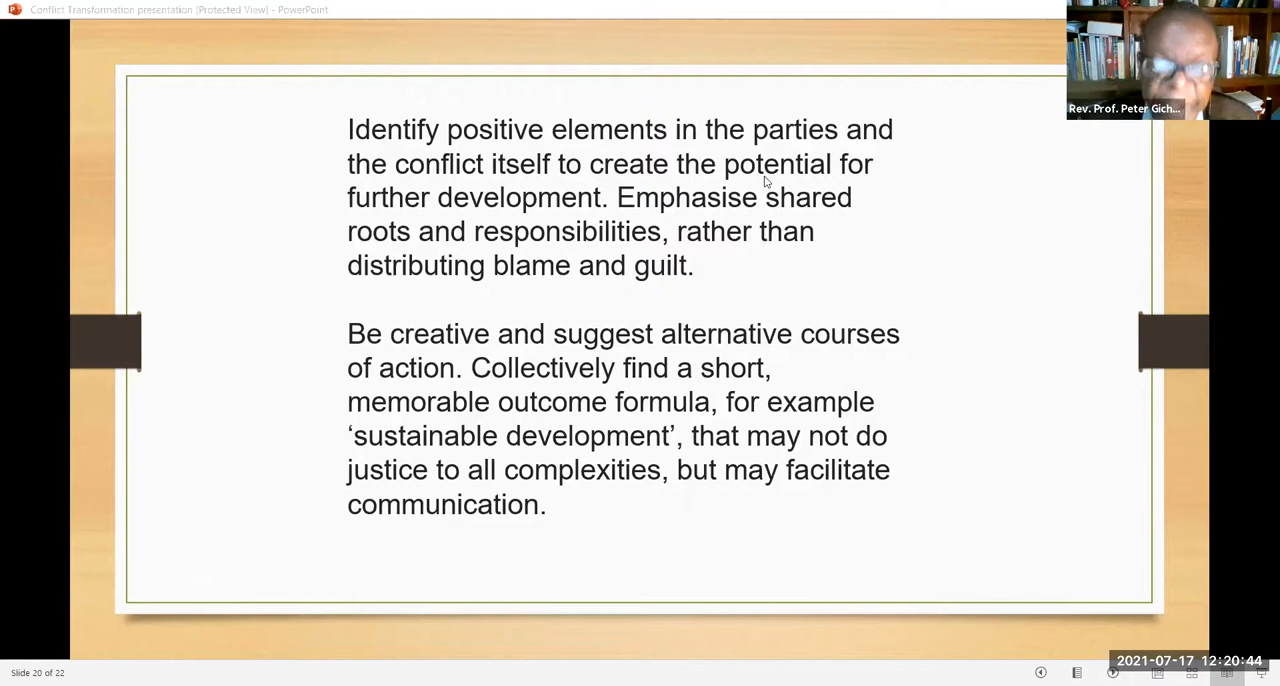 Conflict Transformation presentation [Protected View] - PowerPoint
Rev. Prof. Peter Gich...
Identify positive elements in the parties and
the conflict itself to create the potential for
further development. Emphasise shared
roots and responsibilities, rather than
distributing blame and guilt.
Be creative and suggest alternative courses
of action. Collectively find a short,
memorable outcome formula, for example
‘sustainable development’, that may not do
justice to all complexities, but may facilitate
communication.
2021-07-17 12:20:44
Slide 20 of 22